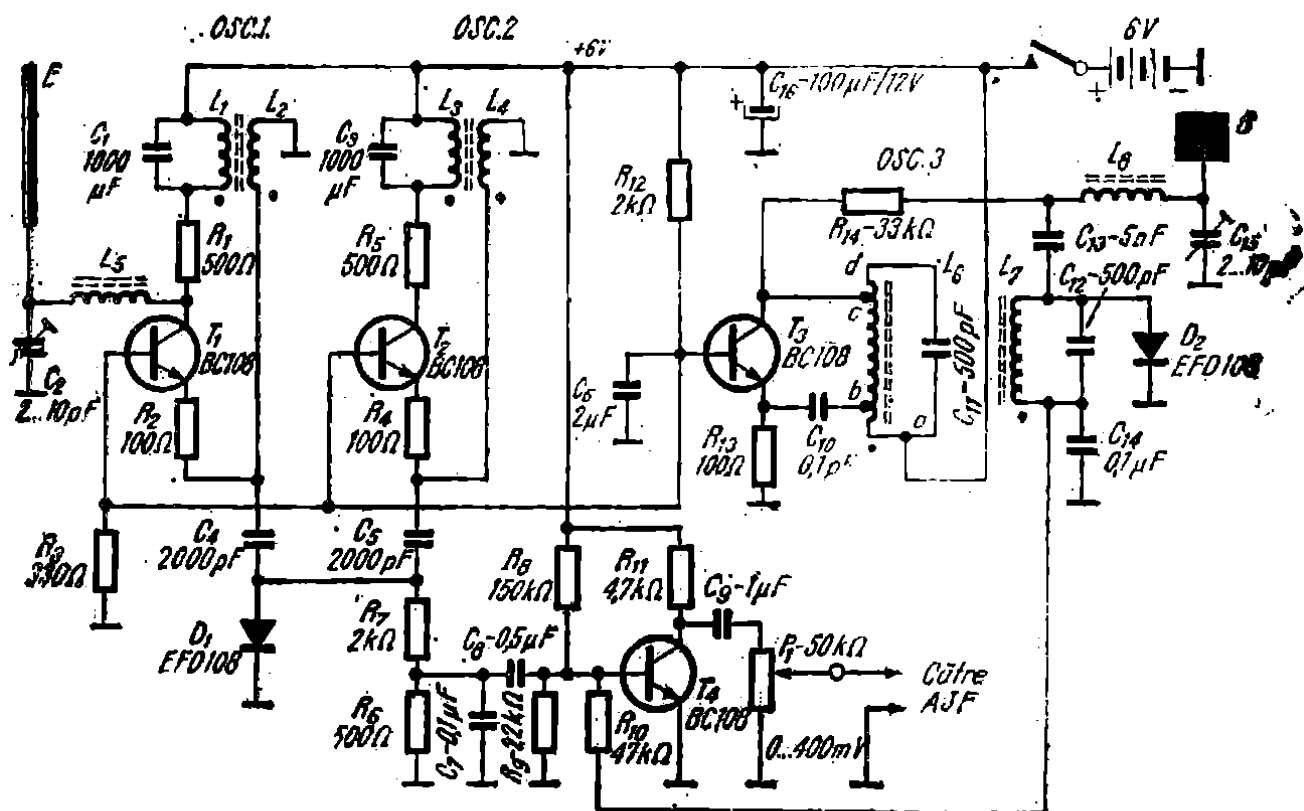 OSC.1
OSC.2
+6V
6V
+
-
E
L1
L2
C1
1000
µF
L3
L4
C3
1000
µF
+
C16-100µF/12V
OSC.3
R12
2kΩ
R14-33kΩ
L8
C13-5nF
C15
R1
500Ω
R5
500Ω
L5
d
L6
c
b
a
L7
C12-500pF
T1
BC108
T2
BC108
T3
BC108
C17-500pF
D2
EFD108
C2
2...10pF
R2
100Ω
R4
100Ω
2µF
C10
0,1µF
R13
100Ω
C14
0,1µF
R3
330Ω
C4
2000pF
C5
2000pF
R8
150kΩ
R11
4,7kΩ
C9-1µF
D1
EFD108
R7
2kΩ
C8-0,5µF
P1-50kΩ
Către
AJF
T4
BC108
R6
500Ω
C7-0,1µF
R9-22kΩ
R10
47kΩ
0...400mV